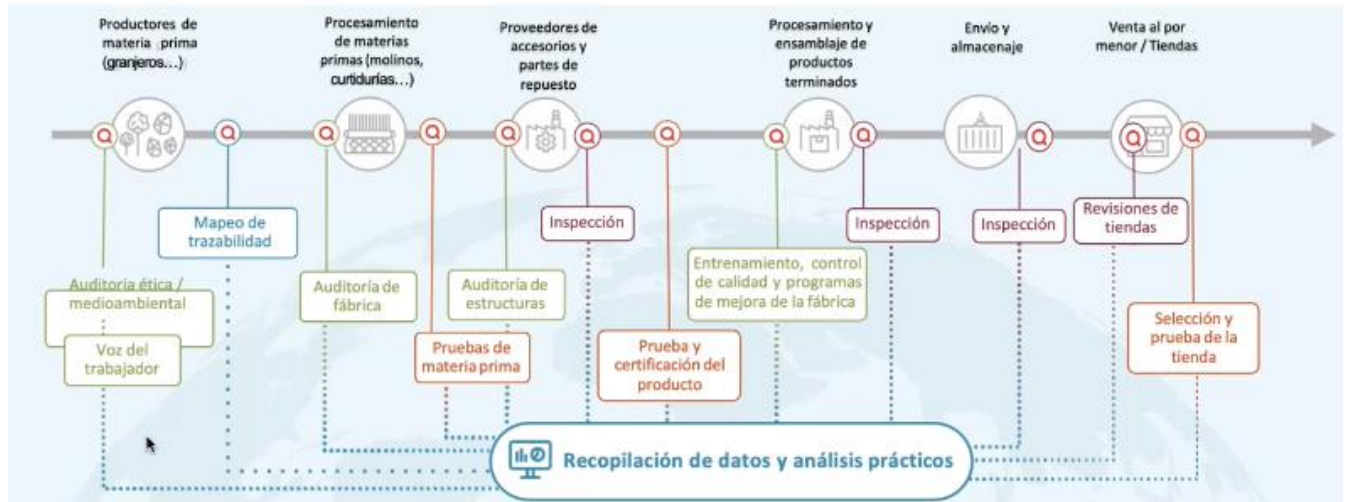 Productores de
materia prima
(granjeros...)
Procesamiento
de materias
primas (molinos,
curtidurías...)
Proveedores de
accesorios y
partes de
repuesto
Procesamiento y
ensamblaje de
productos
terminados
Envío y
almacenaje
Venta al por
menor / Tiendas
Mapeo de
trazabilidad
Inspección
Inspección
Inspección
Revisiones de
tiendas
Auditoria ética /
medioambiental
Auditoría de
fábrica
Auditoría de
estructuras
Entrenamiento, control
de calidad y programas
de mejora de la fábrica
Voz del
trabajador
Pruebas de
materia prima
Prueba y
certificación del
producto
Selección y
prueba de la
tienda
Recopilación de datos y análisis prácticos